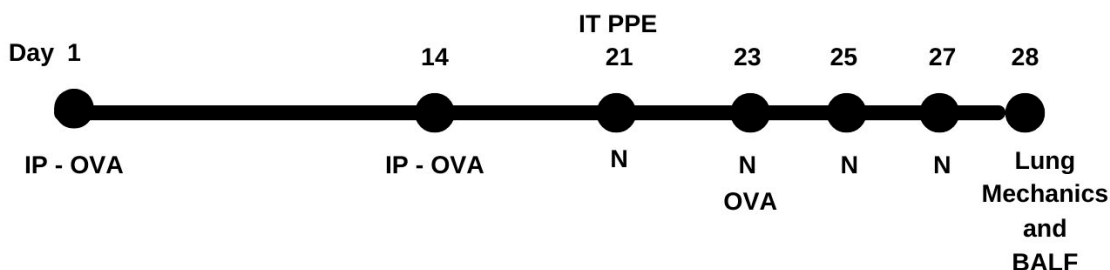 IT PPE
Day 1 14 21 23 25 27 28
IP - OVA IP - OVA N N N N Lung
OVA Mechanics
and
BALF